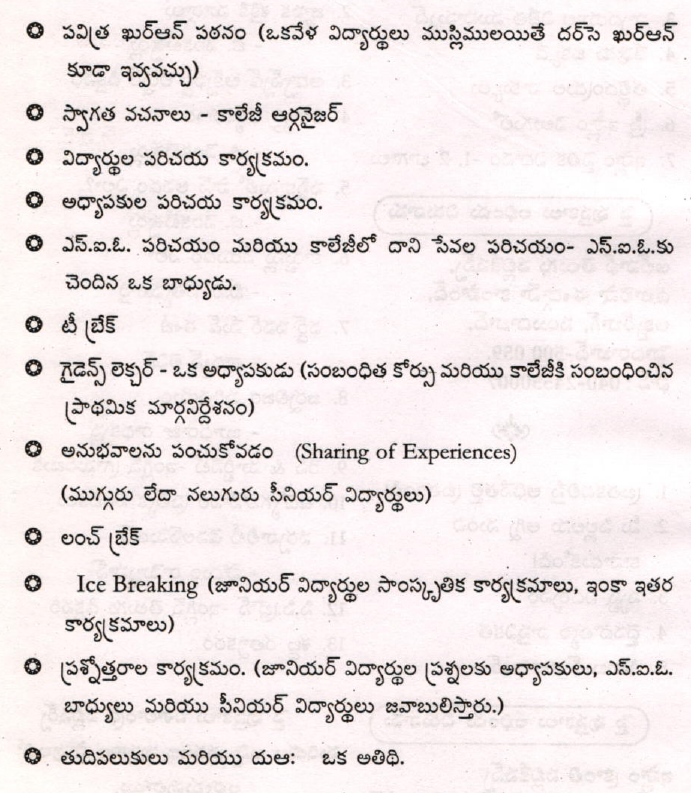 ✪ పవిత్ర ఖుర్ఆన్ పఠనం (ఒకవేళ విద్యార్థులు ముస్లిములయితే దర్సె ఖుర్ఆన్
కూడా ఇవ్వవచ్చు)
✪ స్వాగత వచనాలు - కాలేజీ ఆర్గనైజర్
✪ విద్యార్థుల పరిచయ కార్యక్రమం.
✪ అధ్యాపకుల పరిచయ కార్యక్రమం.
✪ ఎస్.ఐ.ఓ. పరిచయం మరియు కాలేజీలో దాని సేవల పరిచయం- ఎస్.ఐ.ఓ.కు
చెందిన ఒక బాధ్యుడు.
✪ టీ బ్రేక్
✪ గైడెన్స్ లెక్చర్ - ఒక అధ్యాపకుడు (సంబంధిత కోర్సు మరియు కాలేజీకి సంబంధించిన
ప్రాథమిక మార్గనిర్దేశనం)
✪ అనుభవాలను పంచుకోవడం (Sharing of Experiences)
(ముగ్గురు లేదా నలుగురు సీనియర్ విద్యార్థులు)
✪ లంచ్ బ్రేక్
✪ Ice Breaking (జూనియర్ విద్యార్థుల సాంస్కృతిక కార్యక్రమాలు, ఇంకా ఇతర
కార్యక్రమాలు)
✪ ప్రశ్నోత్తరాల కార్యక్రమం. (జూనియర్ విద్యార్థుల ప్రశ్నలకు అధ్యాపకులు, ఎస్.ఐ.ఓ.
బాధ్యులు మరియు సీనియర్ విద్యార్థులు జవాబులిస్తారు.)
✪ తుదిపలుకులు మరియు దుఆ: ఒక అతిథి.